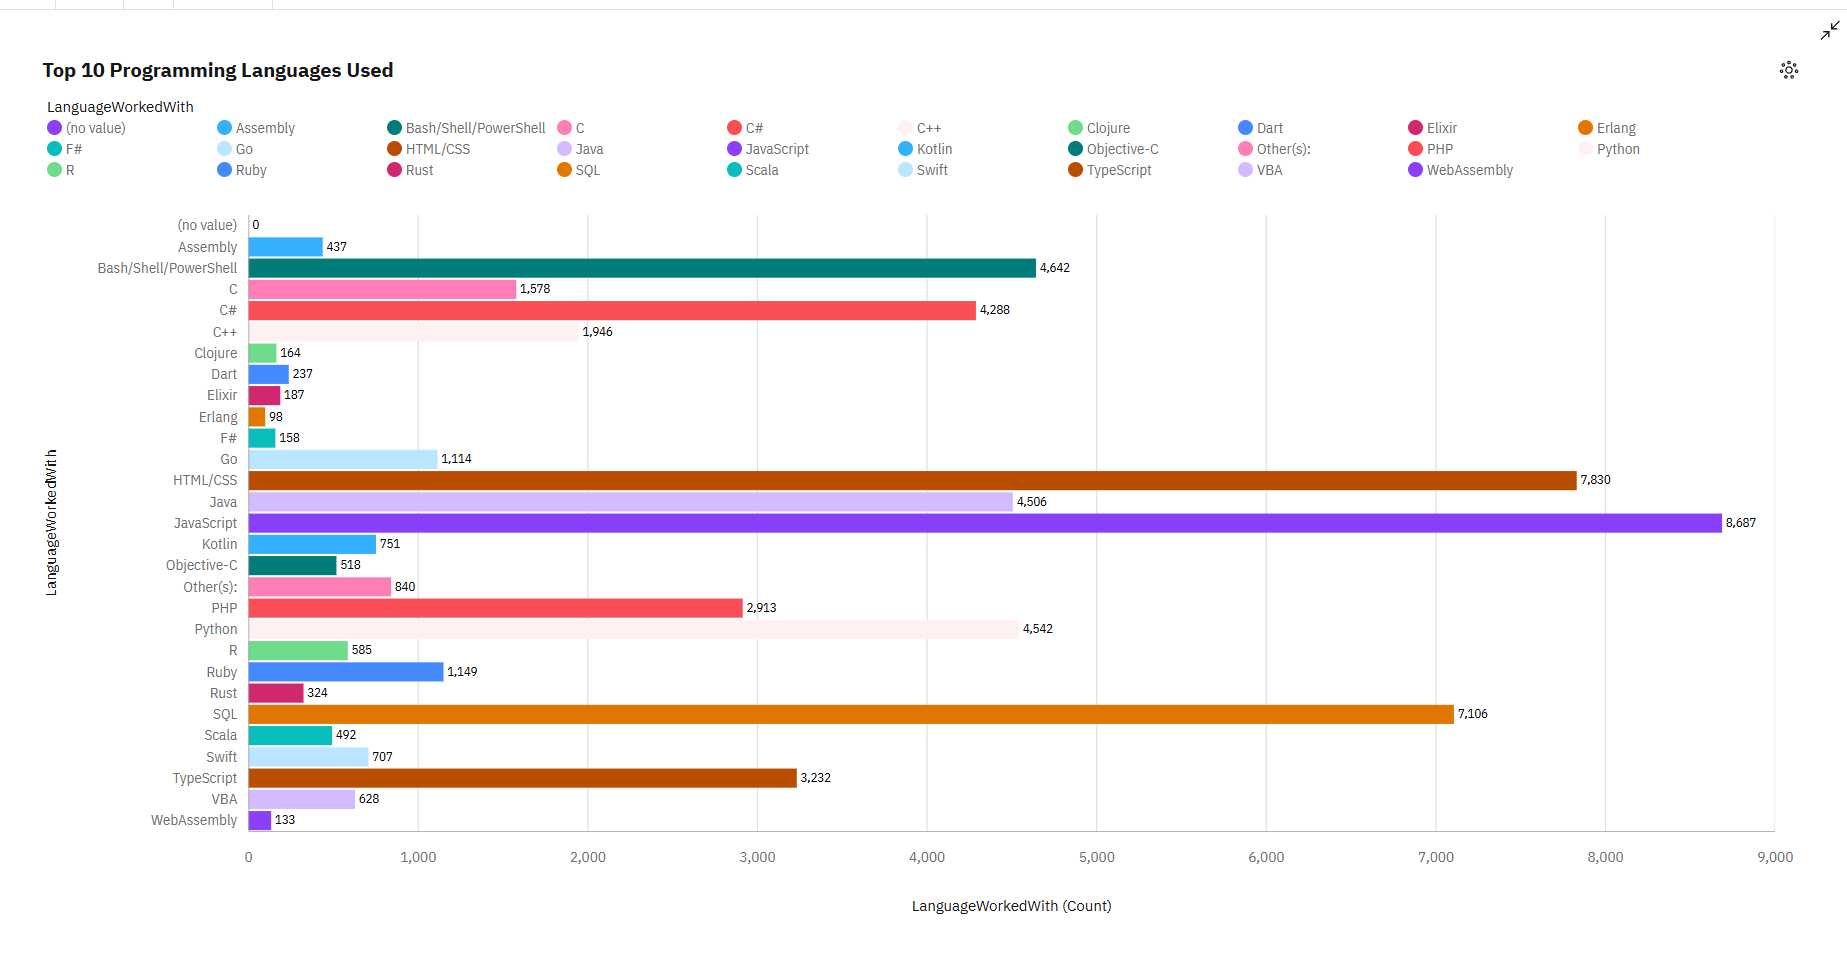 Top 10 Programming Languages Used
LanguageWorkedWith
(no value) Assembly Bash/Shell/PowerShell C C# C++ Clojure Dart Elixir Erlang
F# Go HTML/CSS Java JavaScript Kotlin Objective-C Other(s): PHP Python
R Ruby Rust SQL Scala Swift TypeScript VBA WebAssembly
(no value) 0
Assembly 437
Bash/Shell/PowerShell 4,642
C 1,578
C# 4,288
C++ 1,946
Clojure 164
Dart 237
Elixir 187
Erlang 98
F# 158
Go 1,114
HTML/CSS 7,830
Java 4,506
JavaScript 8,687
Kotlin 751
Objective-C 518
Other(s): 840
PHP 2,913
Python 4,542
R 585
Ruby 1,149
Rust 324
SQL 7,106
Scala 492
Swift 707
TypeScript 3,232
VBA 628
WebAssembly 133
LanguageWorkedWith
0 1,000 2,000 3,000 4,000 5,000 6,000 7,000 8,000 9,000
LanguageWorkedWith (Count)